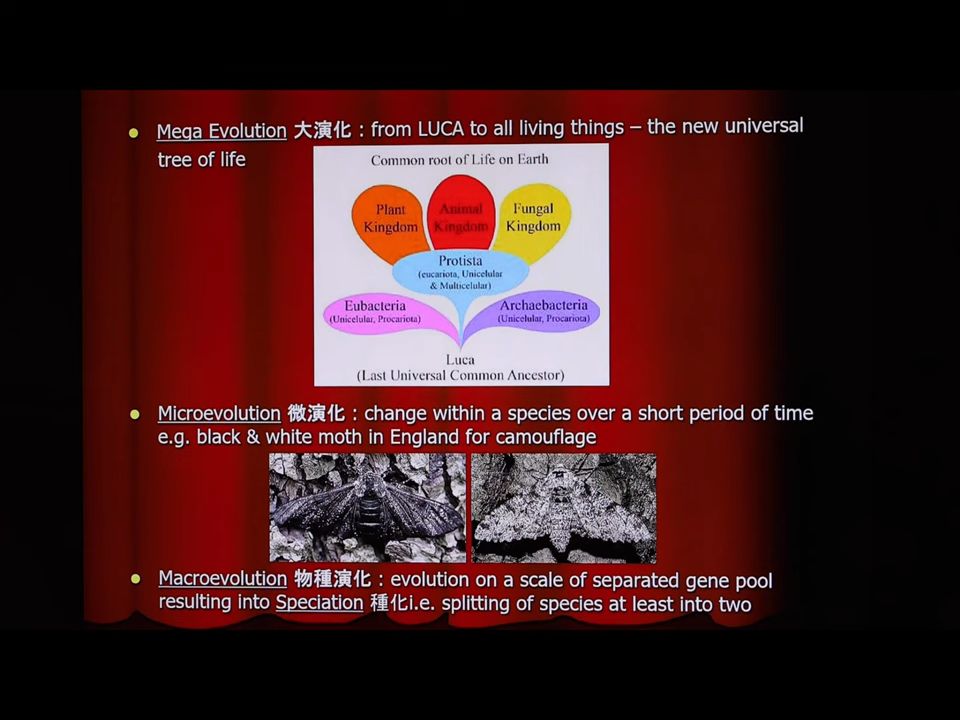 Mega Evolution 大演化 : from LUCA to all living things – the new universal
tree of life
Common root of Life on Earth
Plant
Kingdom
Animal
Kingdom
Fungal
Kingdom
Protista
(eucariota, Unicelular
& Multicelular)
Eubacteria
(Unicelular, Procariota)
Archaebacteria
(Unicelular, Procariota)
Luca
(Last Universal Common Ancestor)
Microevolution 微演化 : change within a species over a short period of time
e.g. black & white moth in England for camouflage
Macroevolution 物種演化 : evolution on a scale of separated gene pool
resulting into Speciation 種化i.e. splitting of species at least into two